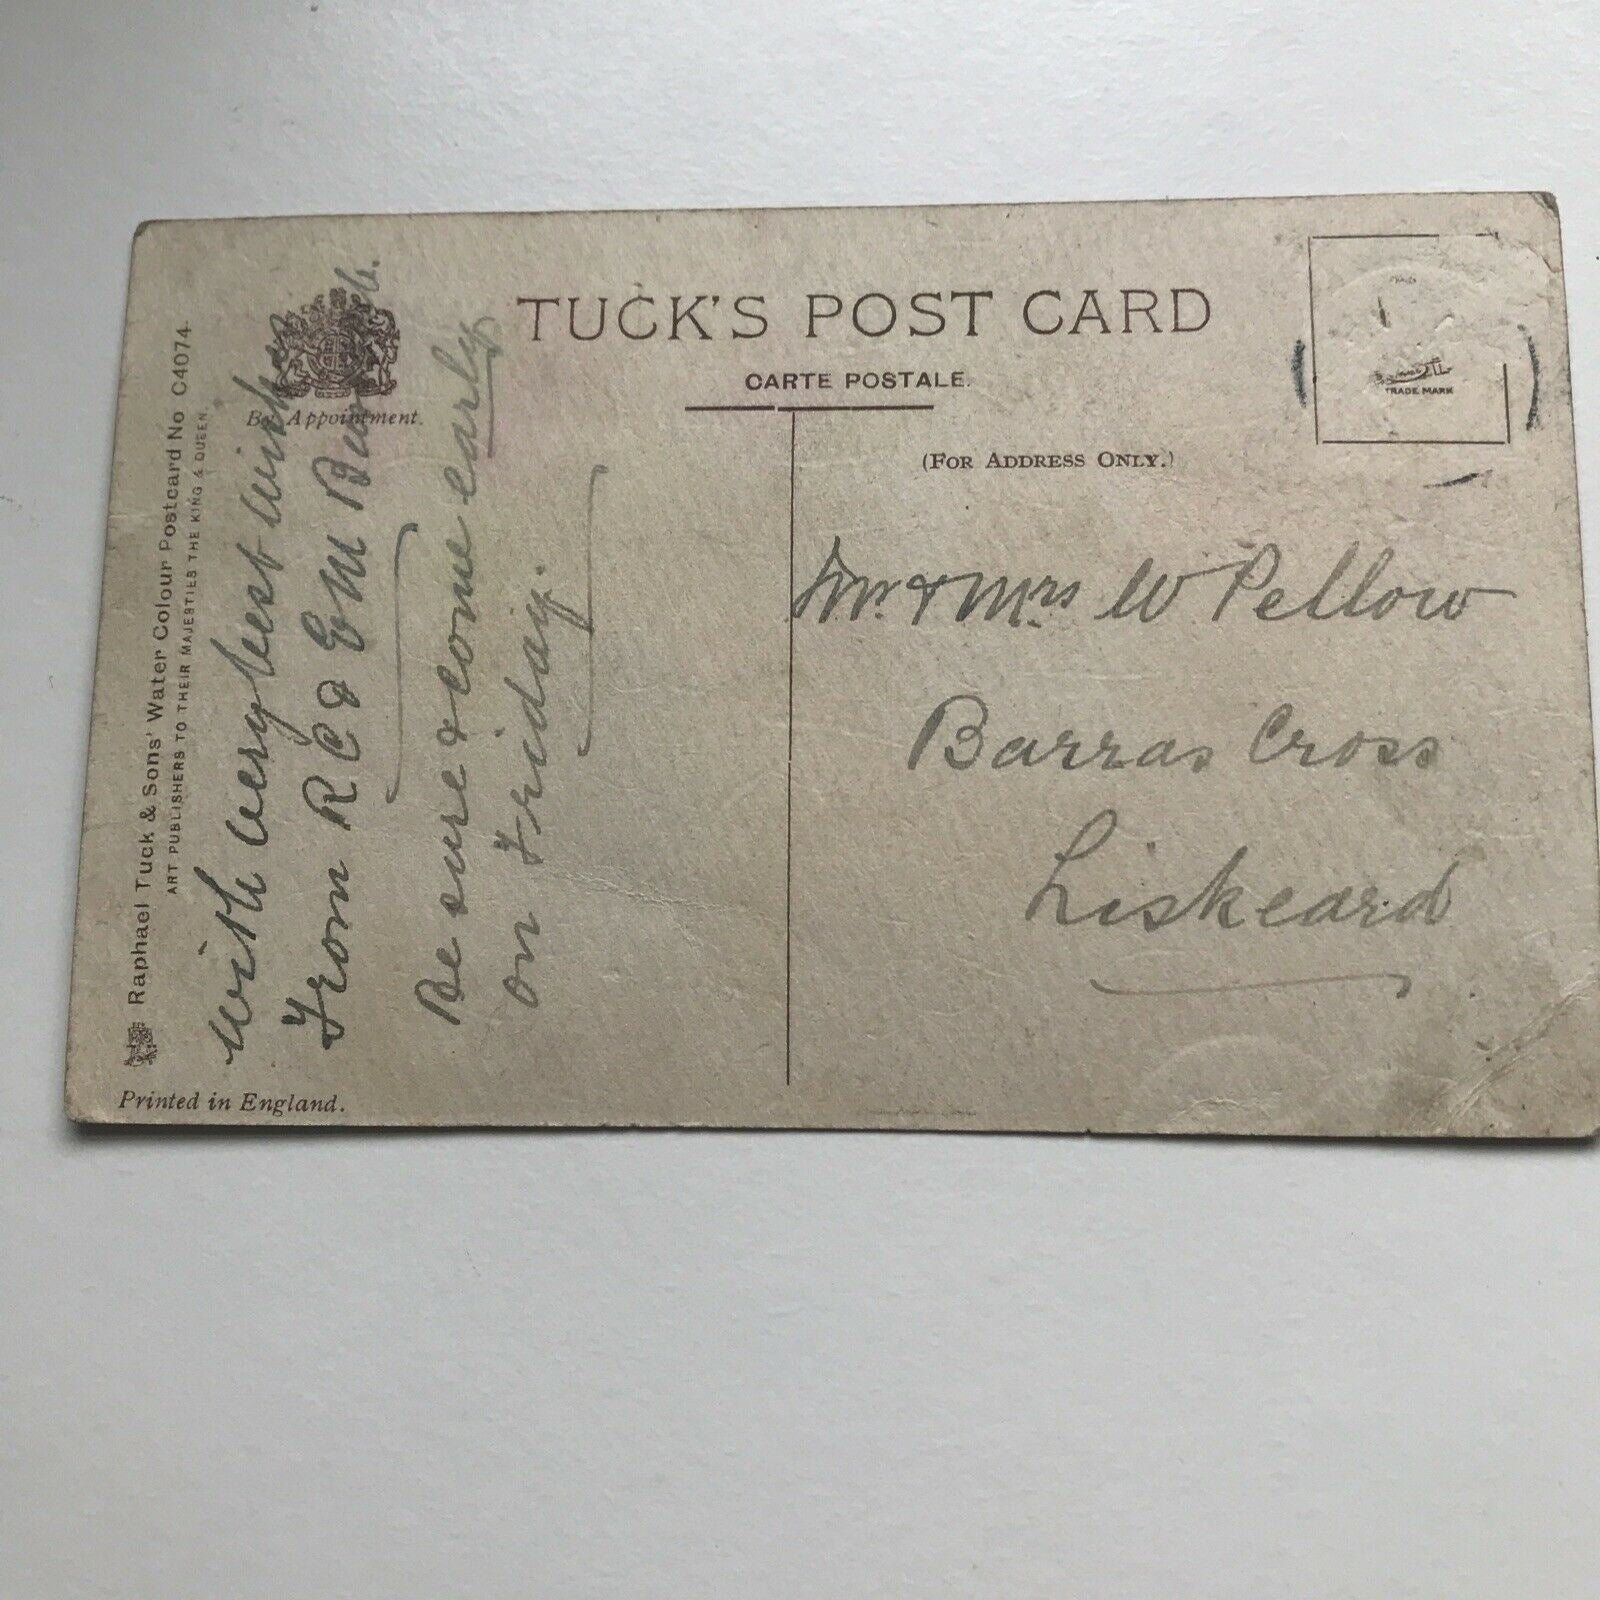 TUCK'S POST CARD
CARTE POSTALE.
(FOR ADDRESS ONLY.)
TRADE MARK
By Appointment.
Raphael Tuck & Sons' Water Colour Postcard No C4074.
ART PUBLISHERS TO THEIR MAJESTIES THE KING & QUEEN.
Printed in England.
With very best wishes
From R C & E M
Be sure & come early
on Friday.
Mr. & Mrs W Pellow
Barras Cross
Liskeard